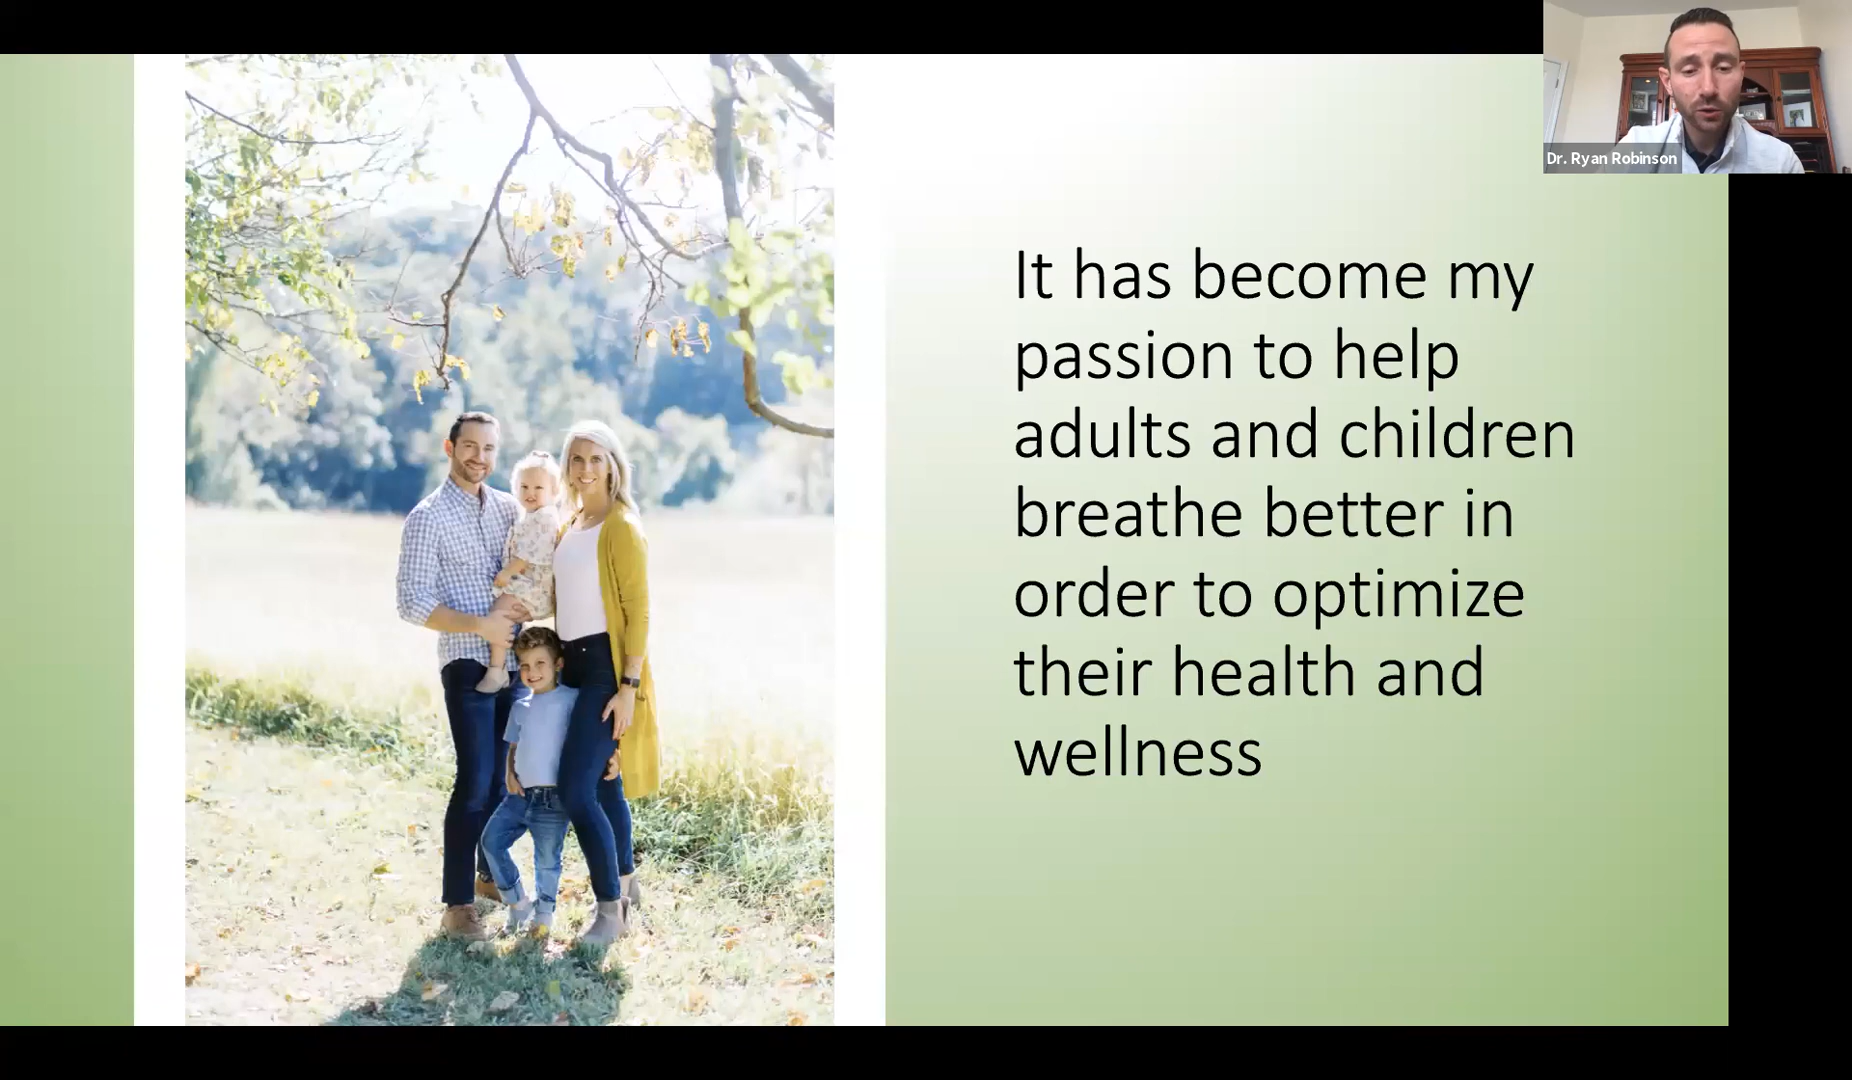 Dr. Ryan Robinson
It has become my
passion to help
adults and children
breathe better in
order to optimize
their health and
wellness